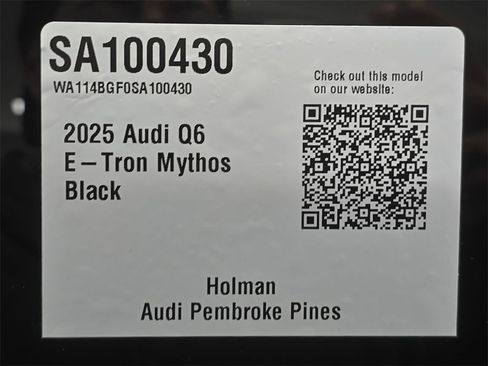 SA100430
WA114BGF0SA100430
Check out this model
on our website:
2025 Audi Q6
E-Tron Mythos
Black
Holman
Audi Pembroke Pines